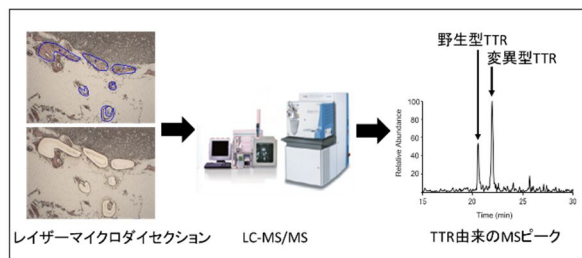 野生型TTR
変異型TTR
Relative Abundance
100
80
60
40
20
15
20
25
30
Time (min)
レイザーマイクロダイセクション
LC-MS/MS
TTR由来のMSピーク